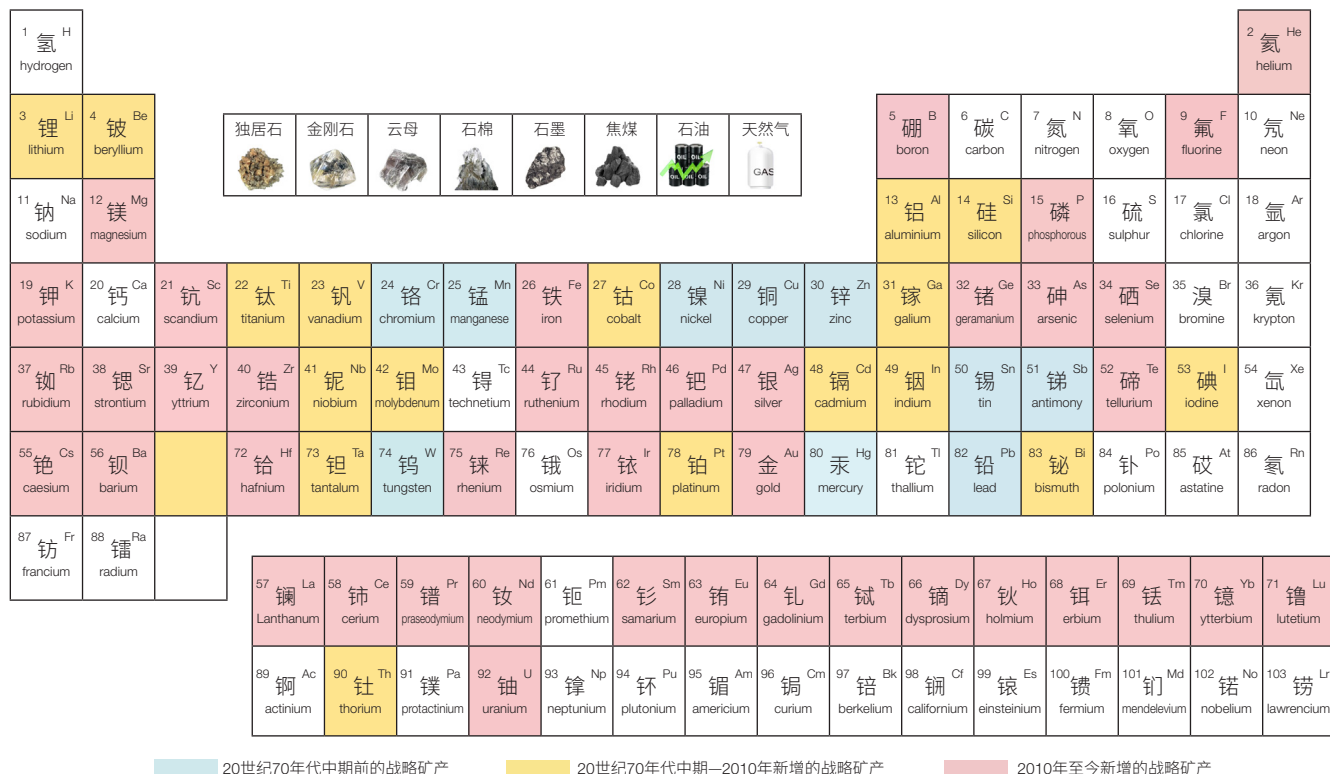 1 氢 H
hydrogen
2 氦 He
helium
3 锂 Li
lithium
4 铍 Be
beryllium
独居石 金刚石 云母 石棉 石墨 焦煤 石油 天然气
OIL OIL OIL
GAS
5 硼 B
boron
6 碳 C
carbon
7 氮 N
nitrogen
8 氧 O
oxygen
9 氟 F
fluorine
10 氖 Ne
neon
11 钠 Na
sodium
12 镁 Mg
magnesium
13 铝 Al
aluminium
14 硅 Si
silicon
15 磷 P
phosphorous
16 硫 S
sulphur
17 氯 Cl
chlorine
18 氩 Ar
argon
19 钾 K
potassium
20 钙 Ca
calcium
21 钪 Sc
scandium
22 钛 Ti
titanium
23 钒 V
vanadium
24 铬 Cr
chromium
25 锰 Mn
manganese
26 铁 Fe
iron
27 钴 Co
cobalt
28 镍 Ni
nickel
29 铜 Cu
copper
30 锌 Zn
zinc
31 镓 Ga
galium
32 锗 Ge
geramanium
33 砷 As
arsenic
34 硒 Se
selenium
35 溴 Br
bromine
36 氪 Kr
krypton
37 铷 Rb
rubidium
38 锶 Sr
strontium
39 钇 Y
yttrium
40 锆 Zr
zirconium
41 铌 Nb
niobium
42 钼 Mo
molybdenum
43 锝 Tc
technetium
44 钌 Ru
ruthenium
45 铑 Rh
rhodium
46 钯 Pd
palladium
47 银 Ag
silver
48 镉 Cd
cadmium
49 铟 In
indium
50 锡 Sn
tin
51 锑 Sb
antimony
52 碲 Te
tellurium
53 碘 I
iodine
54 氙 Xe
xenon
55 铯 Cs
caesium
56 钡 Ba
barium
72 铪 Hf
hafnium
73 钽 Ta
tantalum
74 钨 W
tungsten
75 铼 Re
rhenium
76 锇 Os
osmium
77 铱 Ir
iridium
78 铂 Pt
platinum
79 金 Au
gold
80 汞 Hg
mercury
81 铊 Tl
thallium
82 铅 Pb
lead
83 铋 Bi
bismuth
84 钋 Po
polonium
85 砹 At
astatine
86 氡 Rn
radon
87 钫 Fr
francium
88 镭 Ra
radium
57 镧 La
Lanthanum
58 铈 Ce
cerium
59 镨 Pr
praseodymium
60 钕 Nd
neodymium
61 钷 Pm
promethium
62 钐 Sm
samarium
63 铕 Eu
europium
64 钆 Gd
gadolinium
65 铽 Tb
terbium
66 镝 Dy
dysprosium
67 钬 Ho
holmium
68 铒 Er
erbium
69 铥 Tm
thulium
70 镱 Yb
ytterbium
71 镥 Lu
lutetium
89 锕 Ac
actinium
90 钍 Th
thorium
91 镤 Pa
protactinium
92 铀 U
uranium
93 镎 Np
neptunium
94 钚 Pu
plutonium
95 镅 Am
americium
96 锔 Cm
curium
97 锫 Bk
berkelium
98 锎 Cf
californium
99 锿 Es
einsteinium
100 镄 Fm
fermium
101 钔 Md
mendelevium
102 锘 No
nobelium
103 铹 Lr
lawrencium
20世纪70年代中期前的战略矿产
20世纪70年代中期—2010年新增的战略矿产
2010年至今新增的战略矿产